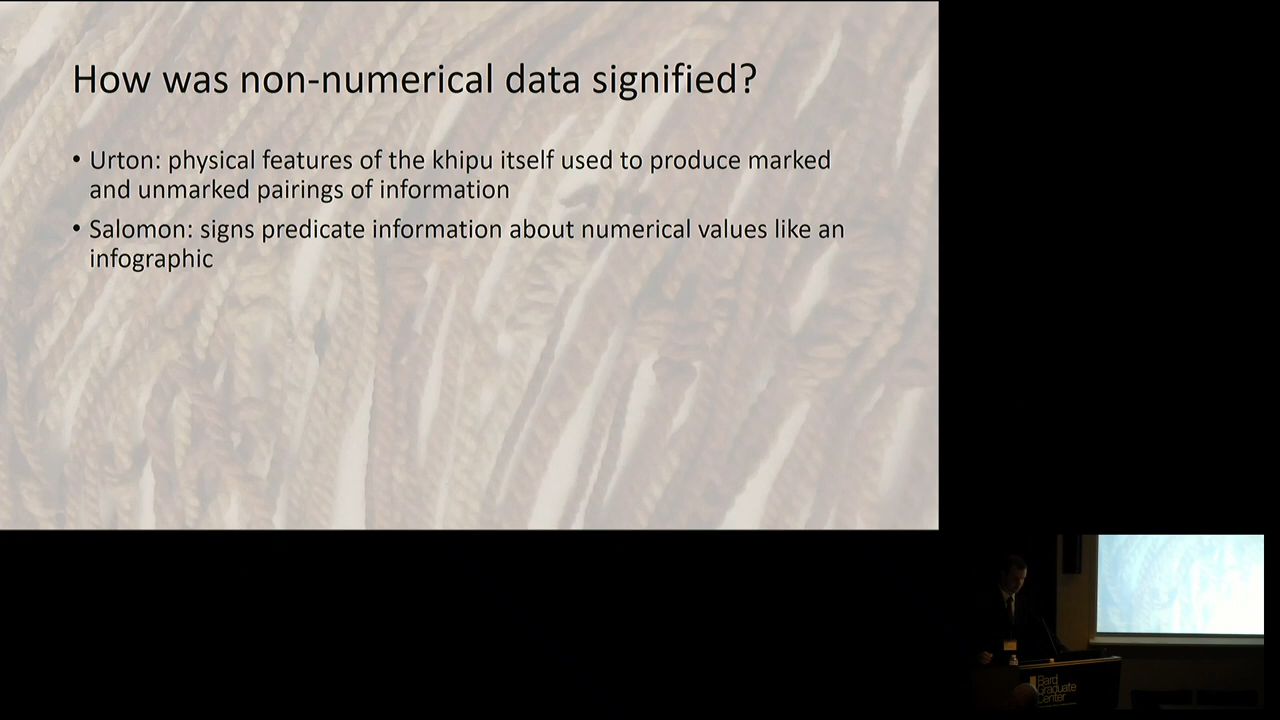 How was non-numerical data signified?
• Urton: physical features of the khipu itself used to produce marked
and unmarked pairings of information
• Salomon: signs predicate information about numerical values like an
infographic
Bard
Graduate
Center